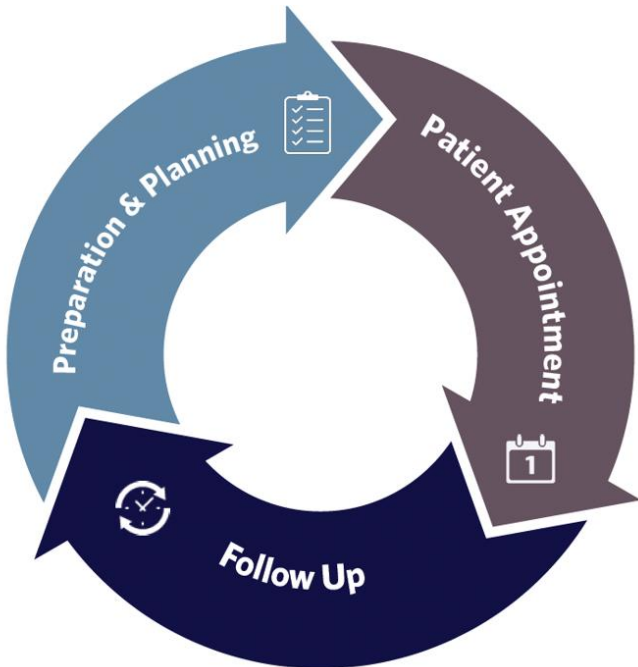 Preparation & Planning
Patient Appointment
1
Follow Up